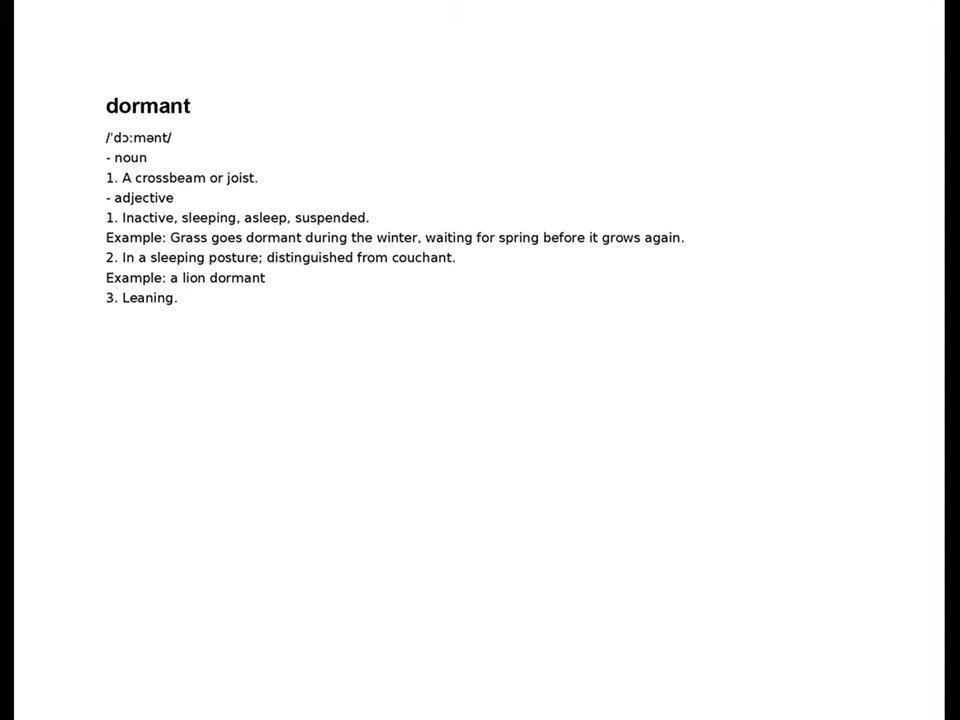 dormant
/ˈdɔːmənt/
- noun
1. A crossbeam or joist.
- adjective
1. Inactive, sleeping, asleep, suspended.
Example: Grass goes dormant during the winter, waiting for spring before it grows again.
2. In a sleeping posture; distinguished from couchant.
Example: a lion dormant
3. Leaning.